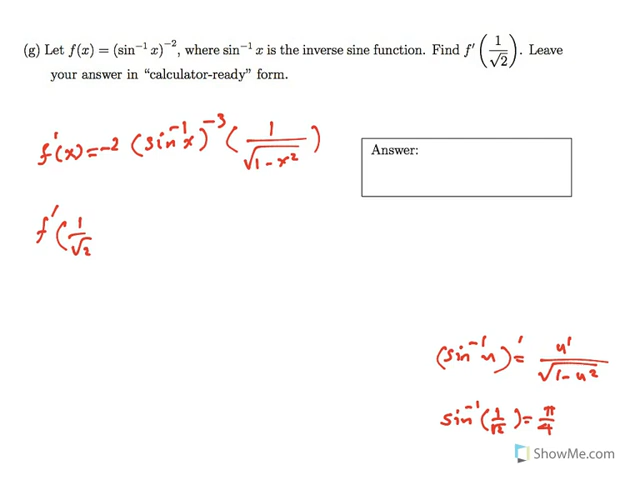 (g) Let f(x) = (sin⁻¹ x)⁻², where sin⁻¹ x is the inverse sine function. Find f′(1/√2). Leave
your answer in “calculator-ready” form.
f'(x) = -2 (sin⁻¹x)⁻³ (1/√(1-x²))
Answer:
f'(1/√2
(sin⁻¹u)' = u'/√(1-u²)
sin⁻¹(1/√2) = π/4
ShowMe.com